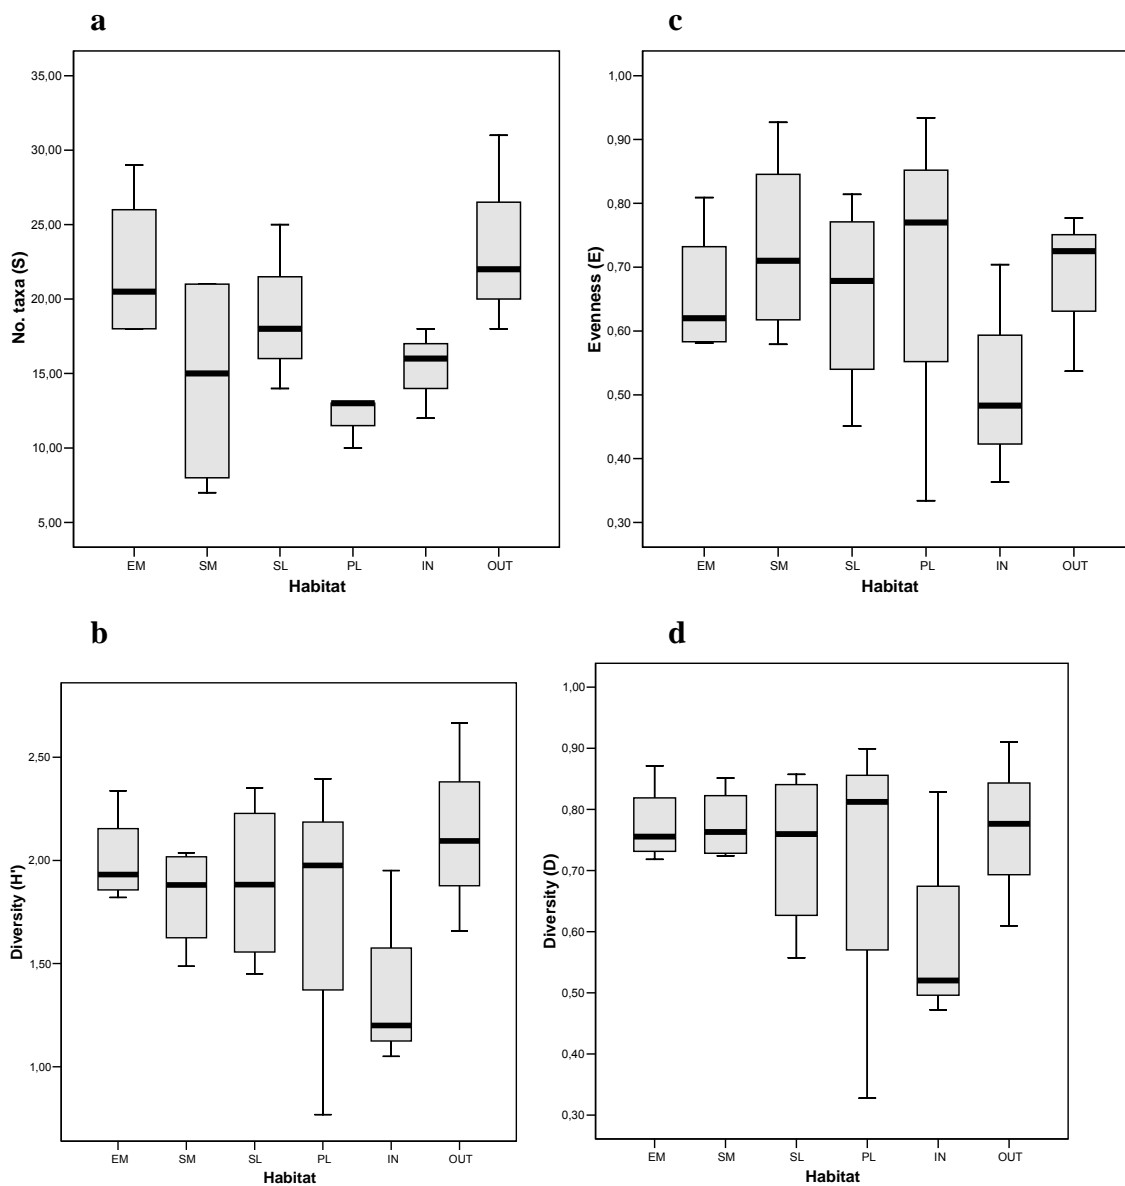 a
35,00
30,00
25,00
20,00
15,00
10,00
5,00
No. taxa (S)
EM SM SL PL IN OUT
Habitat
c
1,00
0,90
0,80
0,70
0,60
0,50
0,40
0,30
Evenness (E)
EM SM SL PL IN OUT
Habitat
b
2,50
2,00
1,50
1,00
Diversity (H')
EM SM SL PL IN OUT
Habitat
d
1,00
0,90
0,80
0,70
0,60
0,50
0,40
0,30
Diversity (D)
EM SM SL PL IN OUT
Habitat